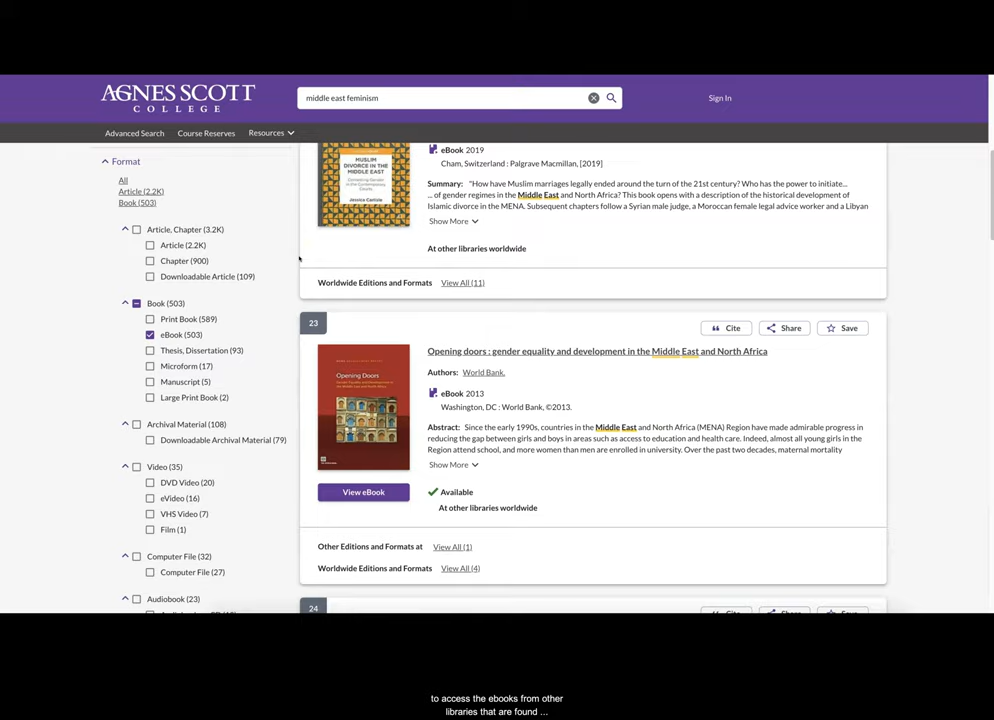 AGNES SCOTT
COLLEGE
middle east feminism
Sign In
Advanced Search
Course Reserves
Resources
Format
All
Article (2.2K)
Book (503)
Article, Chapter (3.2K)
Article (2.2K)
Chapter (900)
Downloadable Article (109)
Book (503)
Print Book (589)
eBook (503)
Thesis, Dissertation (93)
Microform (17)
Manuscript (5)
Large Print Book (2)
Archival Material (108)
Downloadable Archival Material (79)
Video (35)
DVD Video (20)
eVideo (16)
VHS Video (7)
Film (1)
Computer File (32)
Computer File (27)
Audiobook (23)
MUSLIM
DIVORCE IN THE
MIDDLE EAST
Jessica Carlisle
eBook 2019
Cham, Switzerland : Palgrave Macmillan, [2019]
Summary: "How have Muslim marriages legally ended around the turn of the 21st century? Who has the power to initiate...
... of gender regimes in the Middle East and North Africa? This book opens with a description of the historical development of
Islamic divorce in the MENA. Subsequent chapters follow a Syrian male judge, a Moroccan female legal advice worker and a Libyan
Show More
At other libraries worldwide
Worldwide Editions and Formats View All (11)
23
Cite
Share
Save
Opening Doors
Opening doors : gender equality and development in the Middle East and North Africa
Authors: World Bank.
eBook 2013
Washington, DC : World Bank, ©2013.
Abstract: Since the early 1990s, countries in the Middle East and North Africa (MENA) Region have made admirable progress in
reducing the gap between girls and boys in areas such as access to education and health care. Indeed, almost all young girls in the
Region attend school, and more women than men are enrolled in university. Over the past two decades, maternal mortality
Show More
View eBook
Available
At other libraries worldwide
Other Editions and Formats at View All (1)
Worldwide Editions and Formats View All (4)
24
Cite
Share
Save
to access the ebooks from other
libraries that are found ...